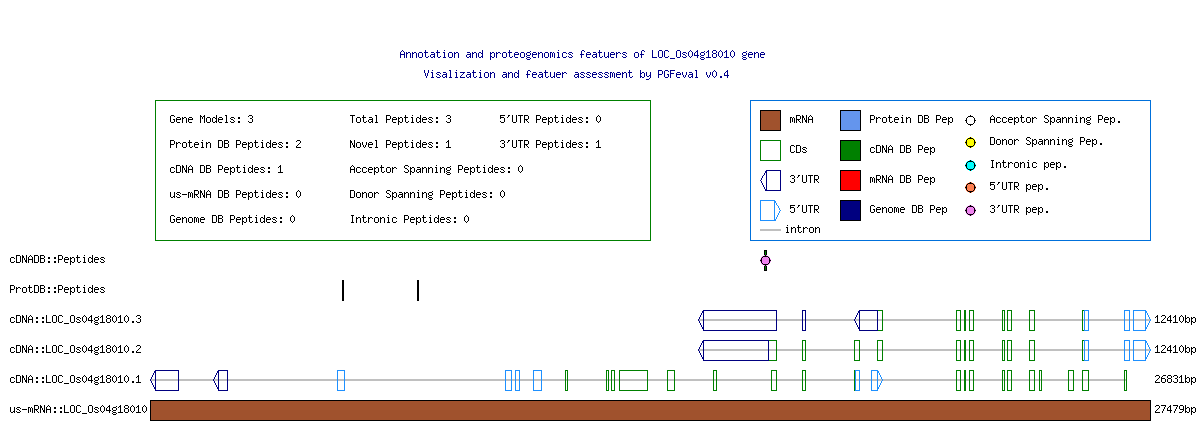 Annotation and proteogenomics featuers of LOC_Os04g18010 gene
Visalization and featuer assessment by PGFeval v0.4
Gene Models: 3 Total Peptides: 3 5'UTR Peptides: 0
Protein DB Peptides: 2 Novel Peptides: 1 3'UTR Peptides: 1
cDNA DB Peptides: 1 Acceptor Spanning Peptides: 0
us-mRNA DB Peptides: 0 Donor Spanning Peptides: 0
Genome DB Peptides: 0 Intronic Peptides: 0
mRNA Protein DB Pep Acceptor Spanning Pep.
CDs cDNA DB Pep Donor Spanning Pep.
3'UTR mRNA DB Pep Intronic pep.
5'UTR Genome DB Pep 5'UTR pep.
intron 3'UTR pep.
cDNADB::Peptides
ProtDB::Peptides
cDNA::LOC_Os04g18010.3 12410bp
cDNA::LOC_Os04g18010.2 12410bp
cDNA::LOC_Os04g18010.1 26831bp
us-mRNA::LOC_Os04g18010 27479bp